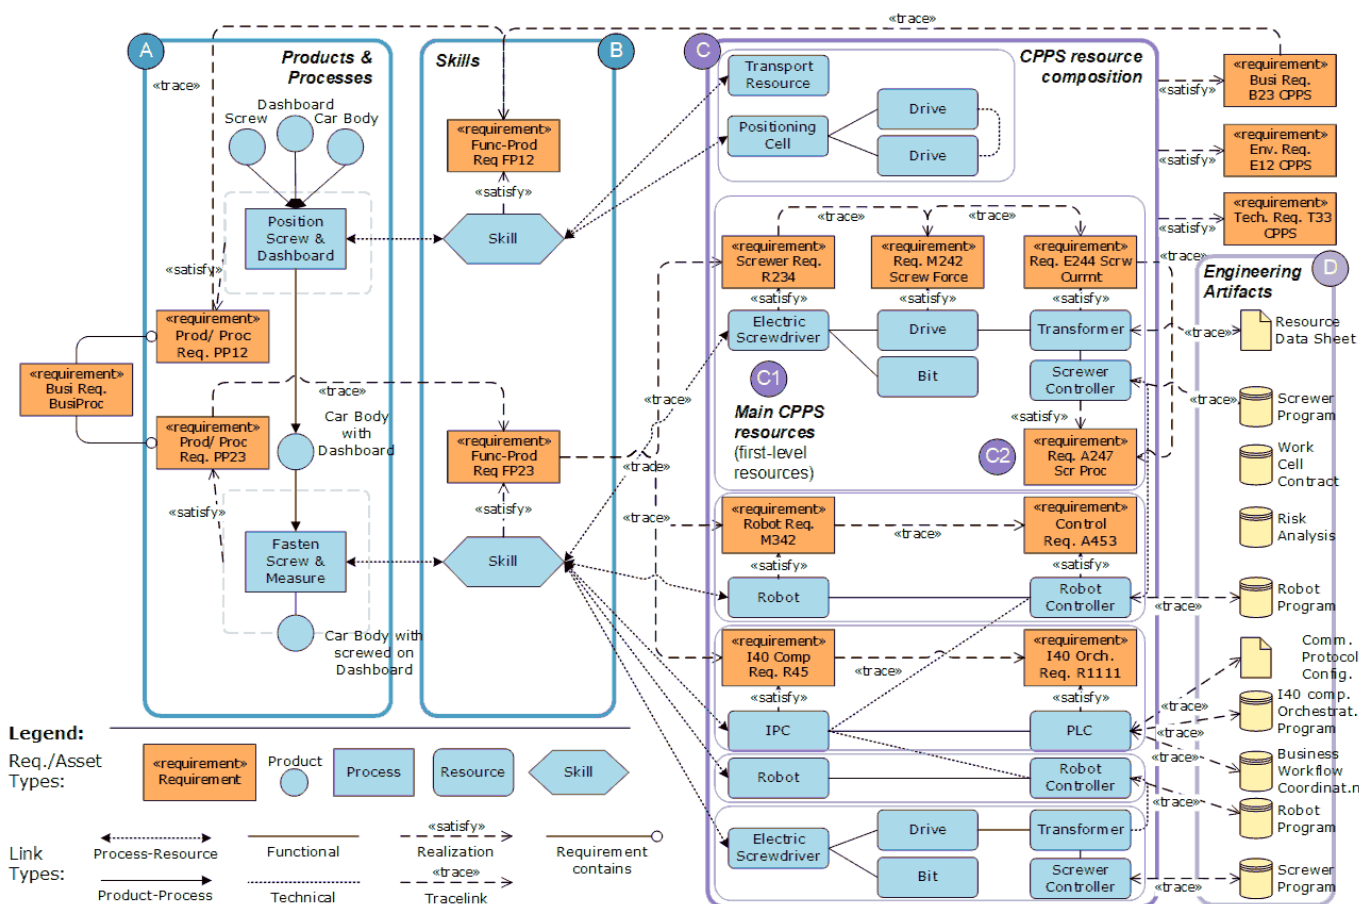 «trace»
A
Products &
Processes
«trace»
Dashboard
Screw
Car Body
Position
Screw &
Dashboard
«satisfy»
«requirement»
Prod/ Proc
Req. PP12
«requirement»
Busi Req.
BusiProc
«trace»
«requirement»
Prod/ Proc
Req. PP23
Car Body
with
Dashboard
«satisfy»
Fasten
Screw &
Measure
Car Body with
screwed on
Dashboard
B
Skills
«requirement»
Func-Prod
Req FP12
«satisfy»
Skill
«requirement»
Func-Prod
Req FP23
«satisfy»
Skill
C
CPPS resource
composition
Transport
Resource
Positioning
Cell
Drive
Drive
«trace»
«trace»
«requirement»
Screwer Req.
R234
«requirement»
Req. M242
Screw Force
«requirement»
Req. E244 Scrw
Currnt
«trace»
«satisfy»
«satisfy»
«satisfy»
Electric
Screwdriver
Drive
Transformer
Bit
Screwer
Controller
C1
Main CPPS
resources
(first-level
resources)
«satisfy»
C2
«requirement»
Req. A247
Scr Proc
«trace»
«trace»
«requirement»
Robot Req.
M342
«trace»
«requirement»
Control
Req. A453
«satisfy»
«satisfy»
Robot
Robot
Controller
«requirement»
I40 Comp
Req. R45
«trace»
«requirement»
I40 Orch.
Req. R1111
«satisfy»
«satisfy»
IPC
PLC
Robot
Robot
Controller
Electric
Screwdriver
Drive
Transformer
Bit
Screwer
Controller
«satisfy»
«requirement»
Busi Req.
B23 CPPS
«satisfy»
«requirement»
Env. Req.
E12 CPPS
«satisfy»
«requirement»
Tech. Req. T33
CPPS
D
Engineering
Artifacts
«trace»
Resource
Data Sheet
«trace»
Screwer
Program
Work
Cell
Contract
Risk
Analysis
«trace»
Robot
Program
Comm.
Protocol
Config.
«trace»
I40 comp.
Orchestrat.
Program
«trace»
Business
Workflow
Coordinat.n
«trace»
Robot
Program
«trace»
Screwer
Program
Legend:
Req./Asset
Types:
«requirement»
Requirement
Product
Process
Resource
Skill
Link
Types:
Process-Resource
Product-Process
Functional
Technical
«satisfy»
Realization
«trace»
Tracelink
Requirement
contains